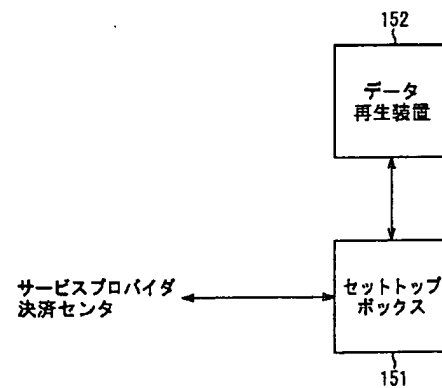 152
データ
再生装置
サービスプロバイダ
決済センタ
セットトップ
ボックス
151